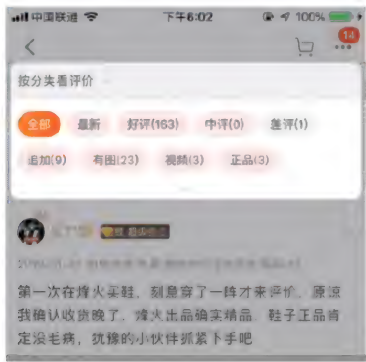 中国联通 下午6:02 100%
14
按分类看评价
全部 最新 好评(163) 中评(0) 差评(1)
追加(9) 有图(23) 视频(3) 正品(3)
第一次在烽火买鞋，刻意穿了一阵才来评价，原谅
我确认收货晚了，烽火出品确实精品，鞋子正品肯
定没毛病，犹豫的小伙伴抓紧下手吧